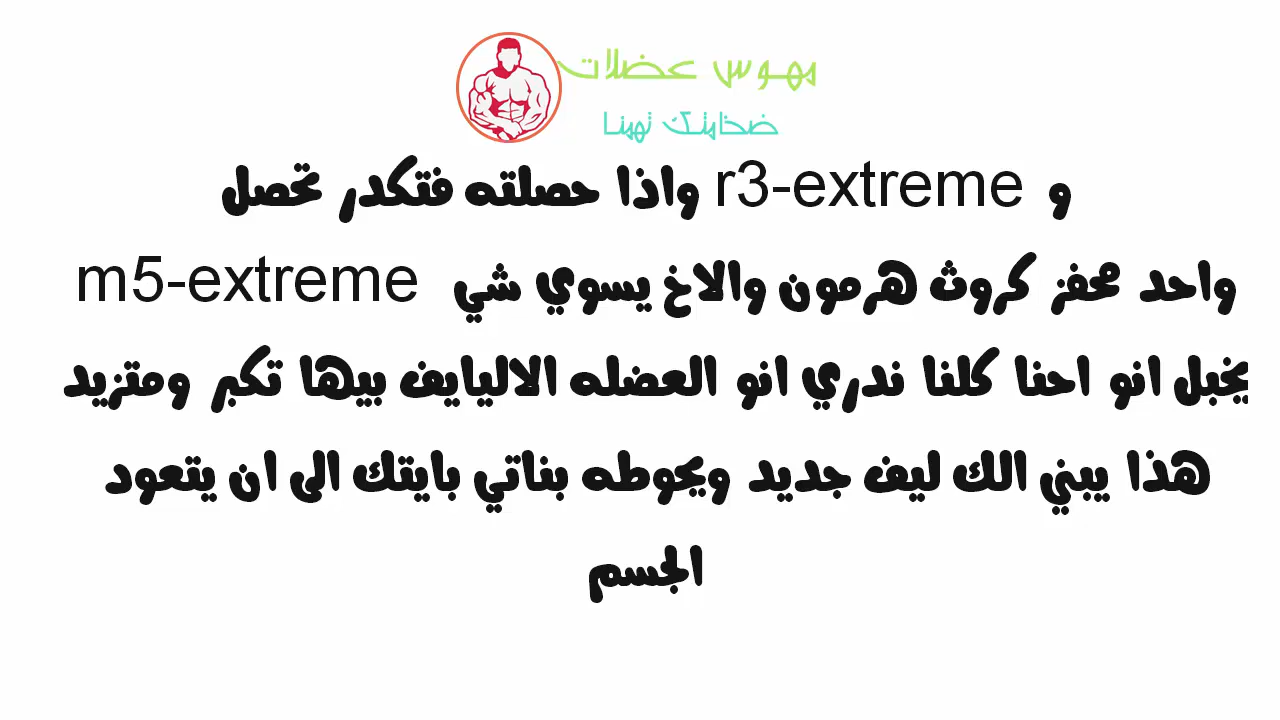 مهووس عضلات
ضخامتك تهمنا
و r3-extreme واذا حصلته فتكدر تحصل
واحد محفز كروث هرمون والاخ يسوي شي m5-extreme
يخبل انو احنا كلنا ندري انو العضله الاليايف بيها تكبر ومتزيد
هذا يبني الك ليف جديد ويحوطه بناتي بايتك الى ان يتعود
الجسم